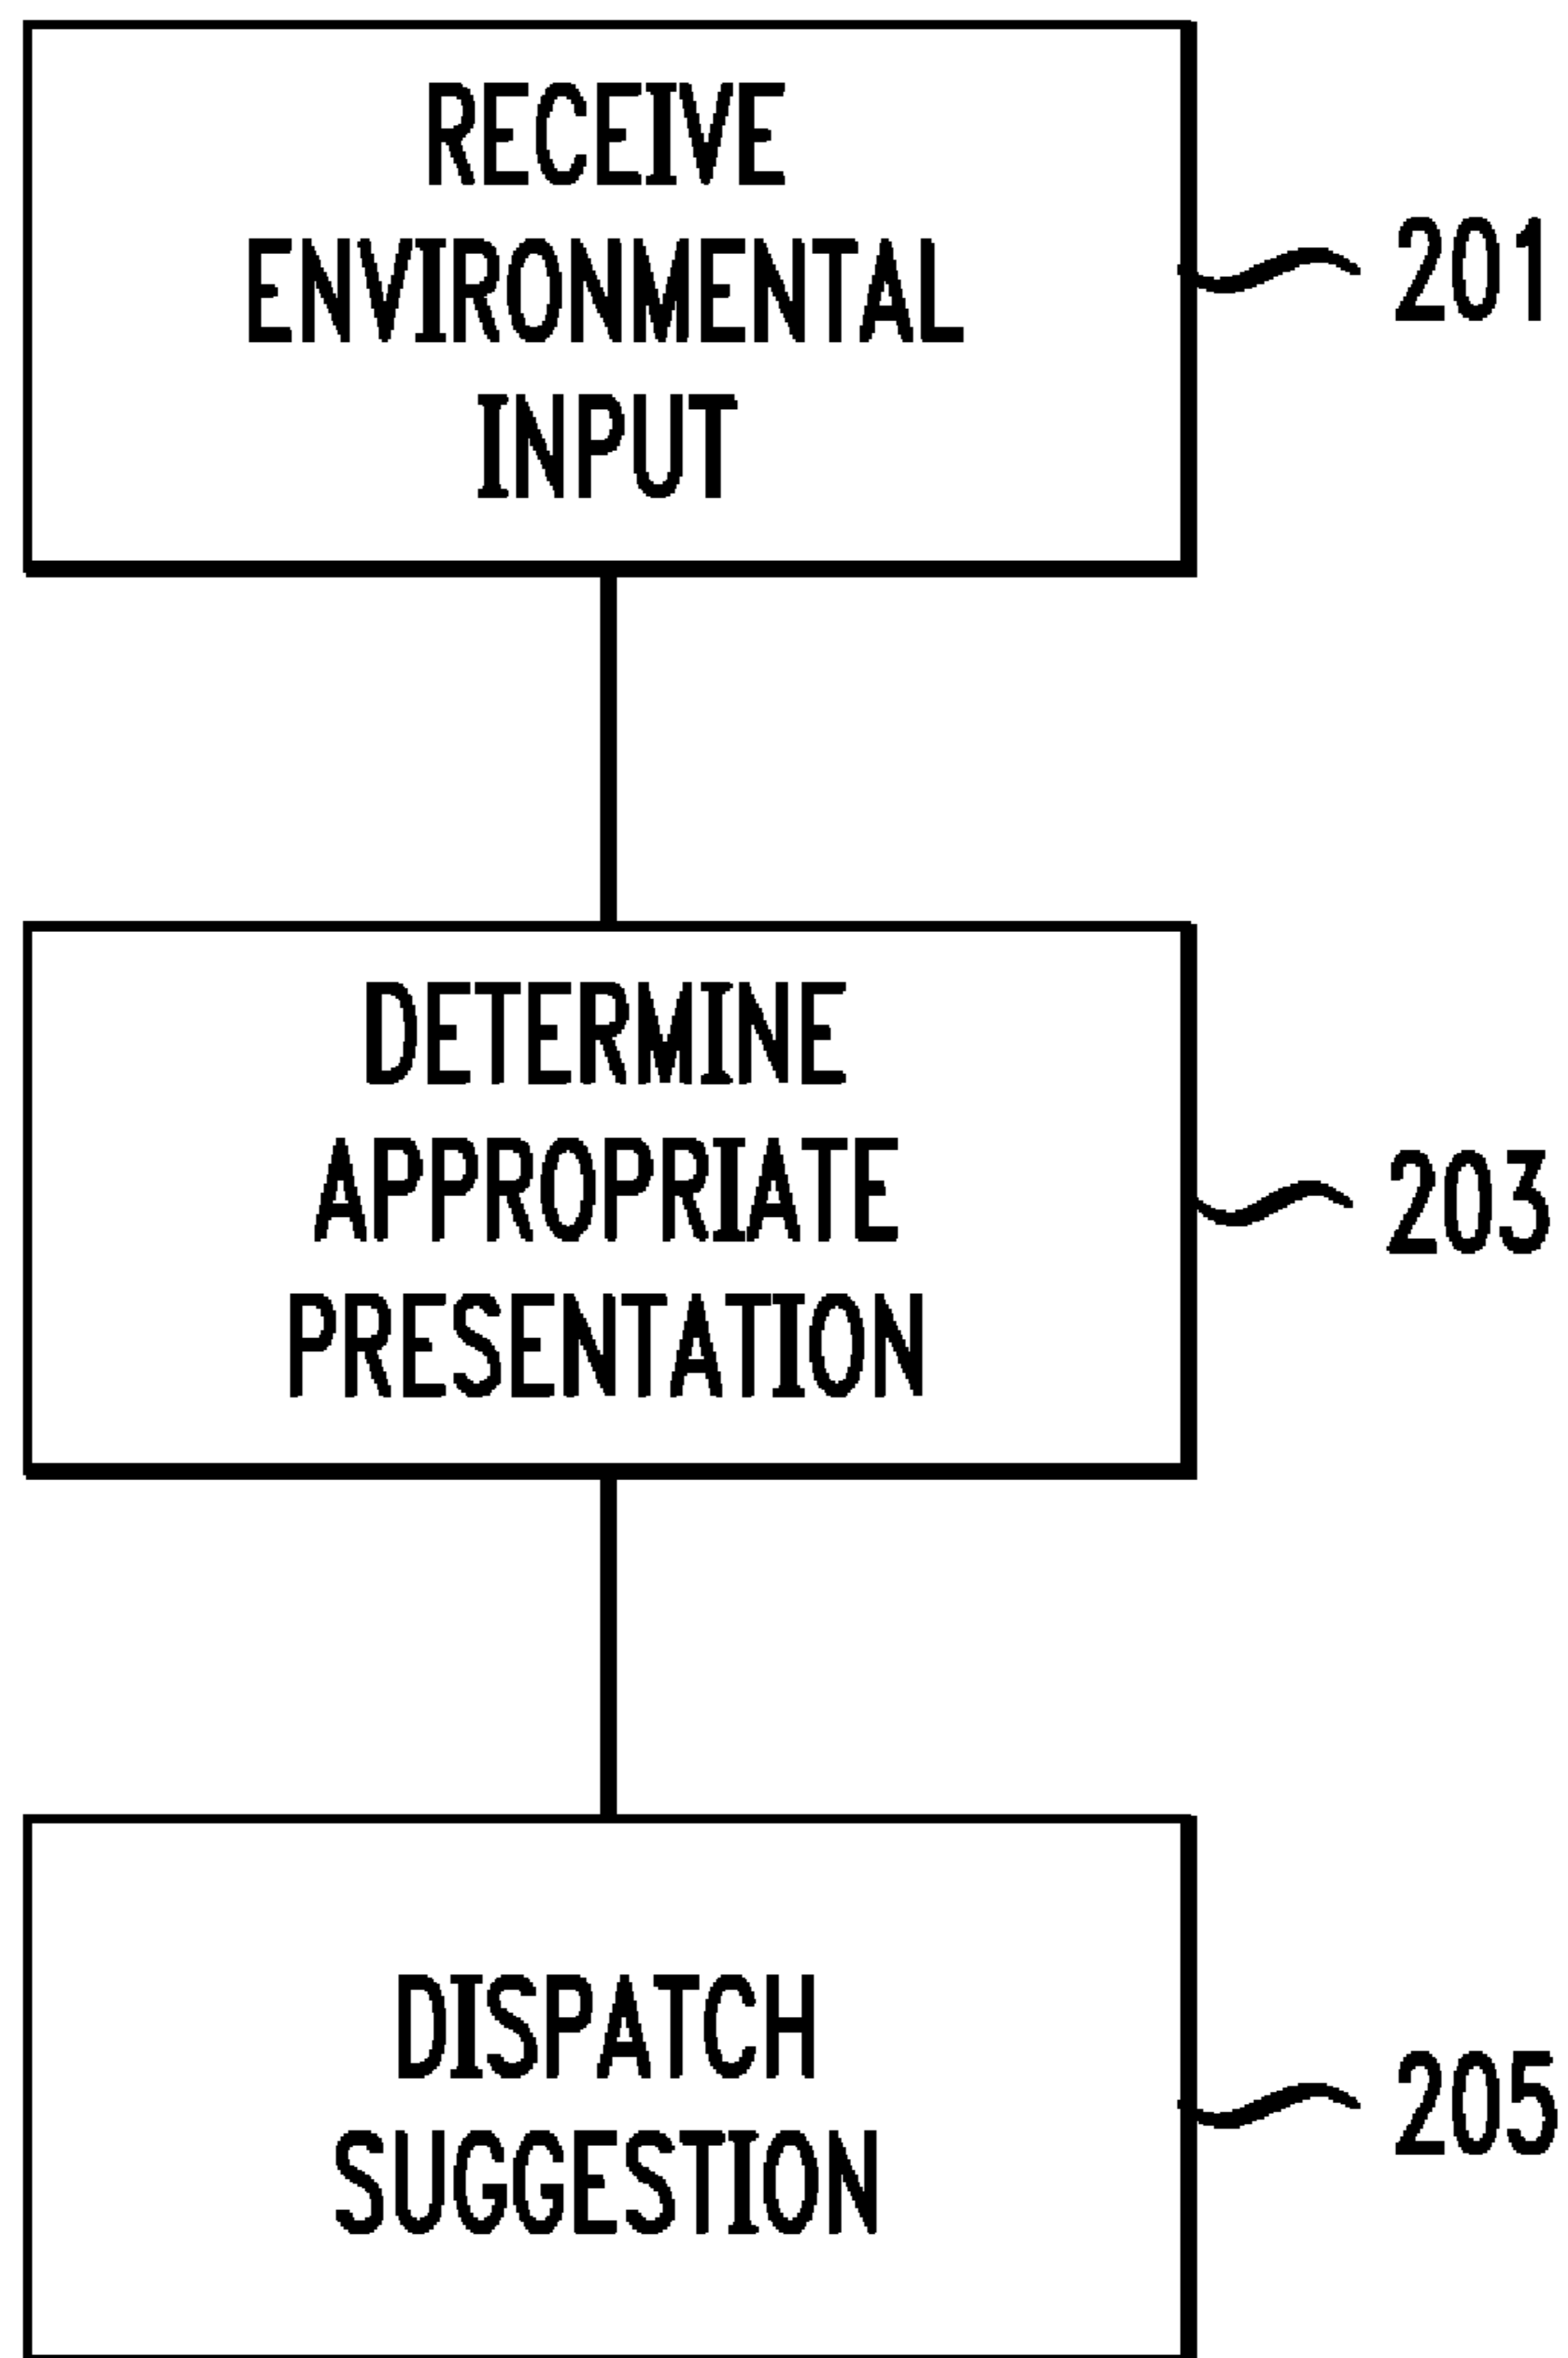 RECEIVE
ENVIRONMENTAL
INPUT
201
DETERMINE
APPROPRIATE
PRESENTATION
203
DISPATCH
SUGGESTION
205